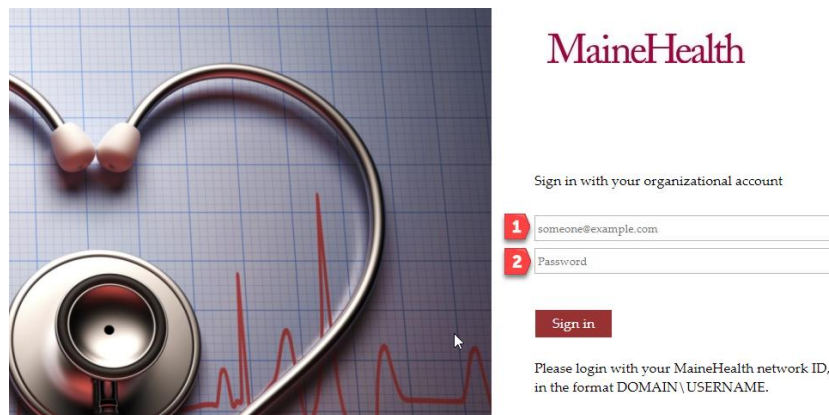 MaineHealth
Sign in with your organizational account
1 someone@example.com
2 Password
Sign in
Please login with your MaineHealth network ID,
in the format DOMAIN\USERNAME.